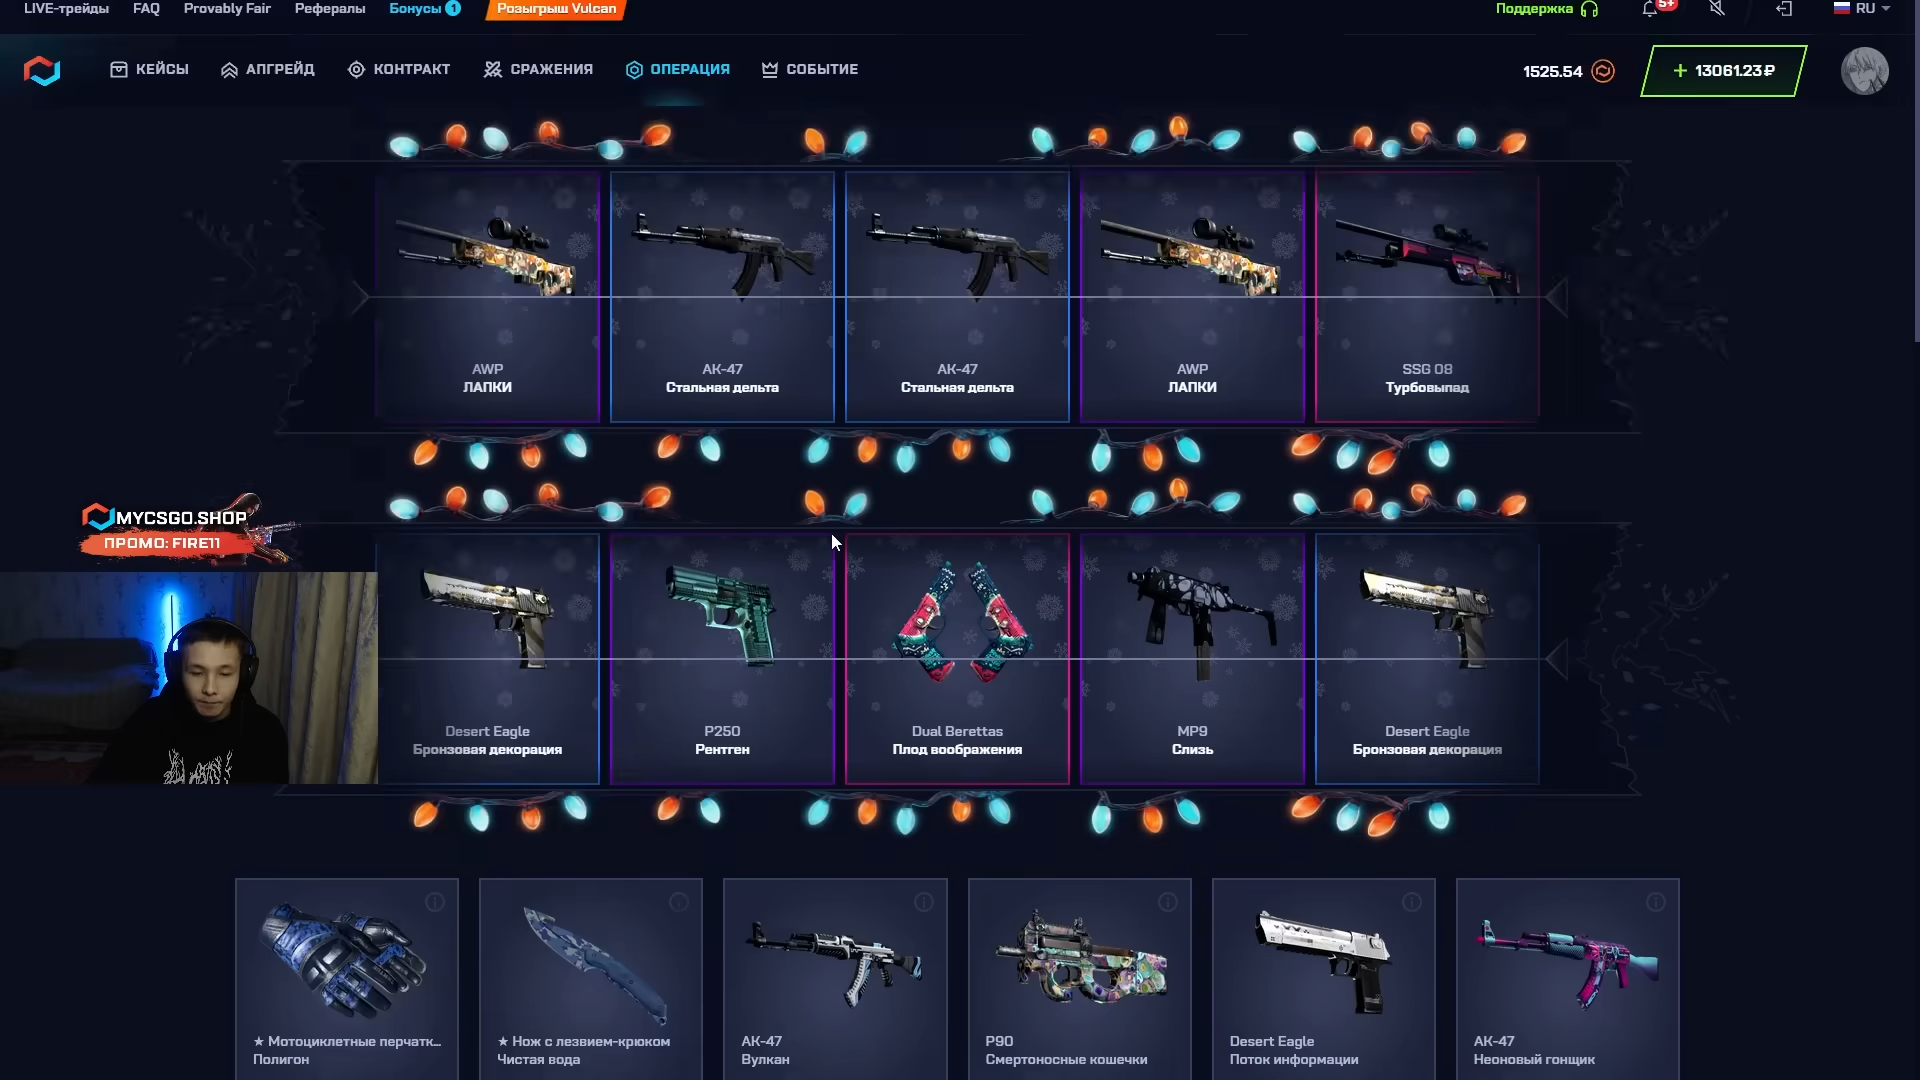 LIVE-трейды FAQ Provably Fair Рефералы Бонусы 1 Розыгрыш Vulcan Поддержка 5+ RU
КЕЙСЫ АПГРЕЙД КОНТРАКТ СРАЖЕНИЯ ОПЕРАЦИЯ СОБЫТИЕ 1525.54 + 13061.23₽
AWP
ЛАПКИ
AK-47
Стальная дельта
AK-47
Стальная дельта
AWP
ЛАПКИ
SSG 08
Турбовыпад
MYCSGO.SHOP
ПРОМО: FIRE11
Desert Eagle
Бронзовая декорация
P250
Рентген
Dual Berettas
Плод воображения
MP9
Слизь
Desert Eagle
Бронзовая декорация
★ Мотоциклетные перчатк...
Полигон
★ Нож с лезвием-крюком
Чистая вода
AK-47
Вулкан
P90
Смертоносные кошечки
Desert Eagle
Поток информации
AK-47
Неоновый гонщик